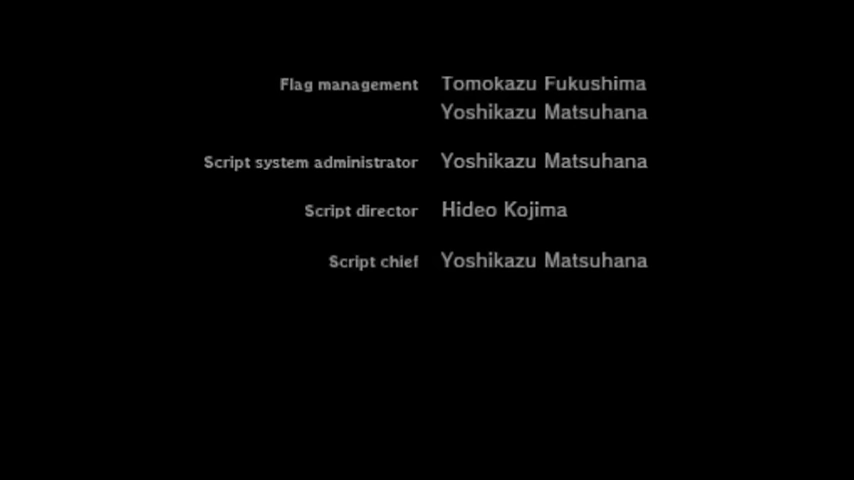 Flag management Tomokazu Fukushima
Yoshikazu Matsuhana
Script system administrator Yoshikazu Matsuhana
Script director Hideo Kojima
Script chief Yoshikazu Matsuhana